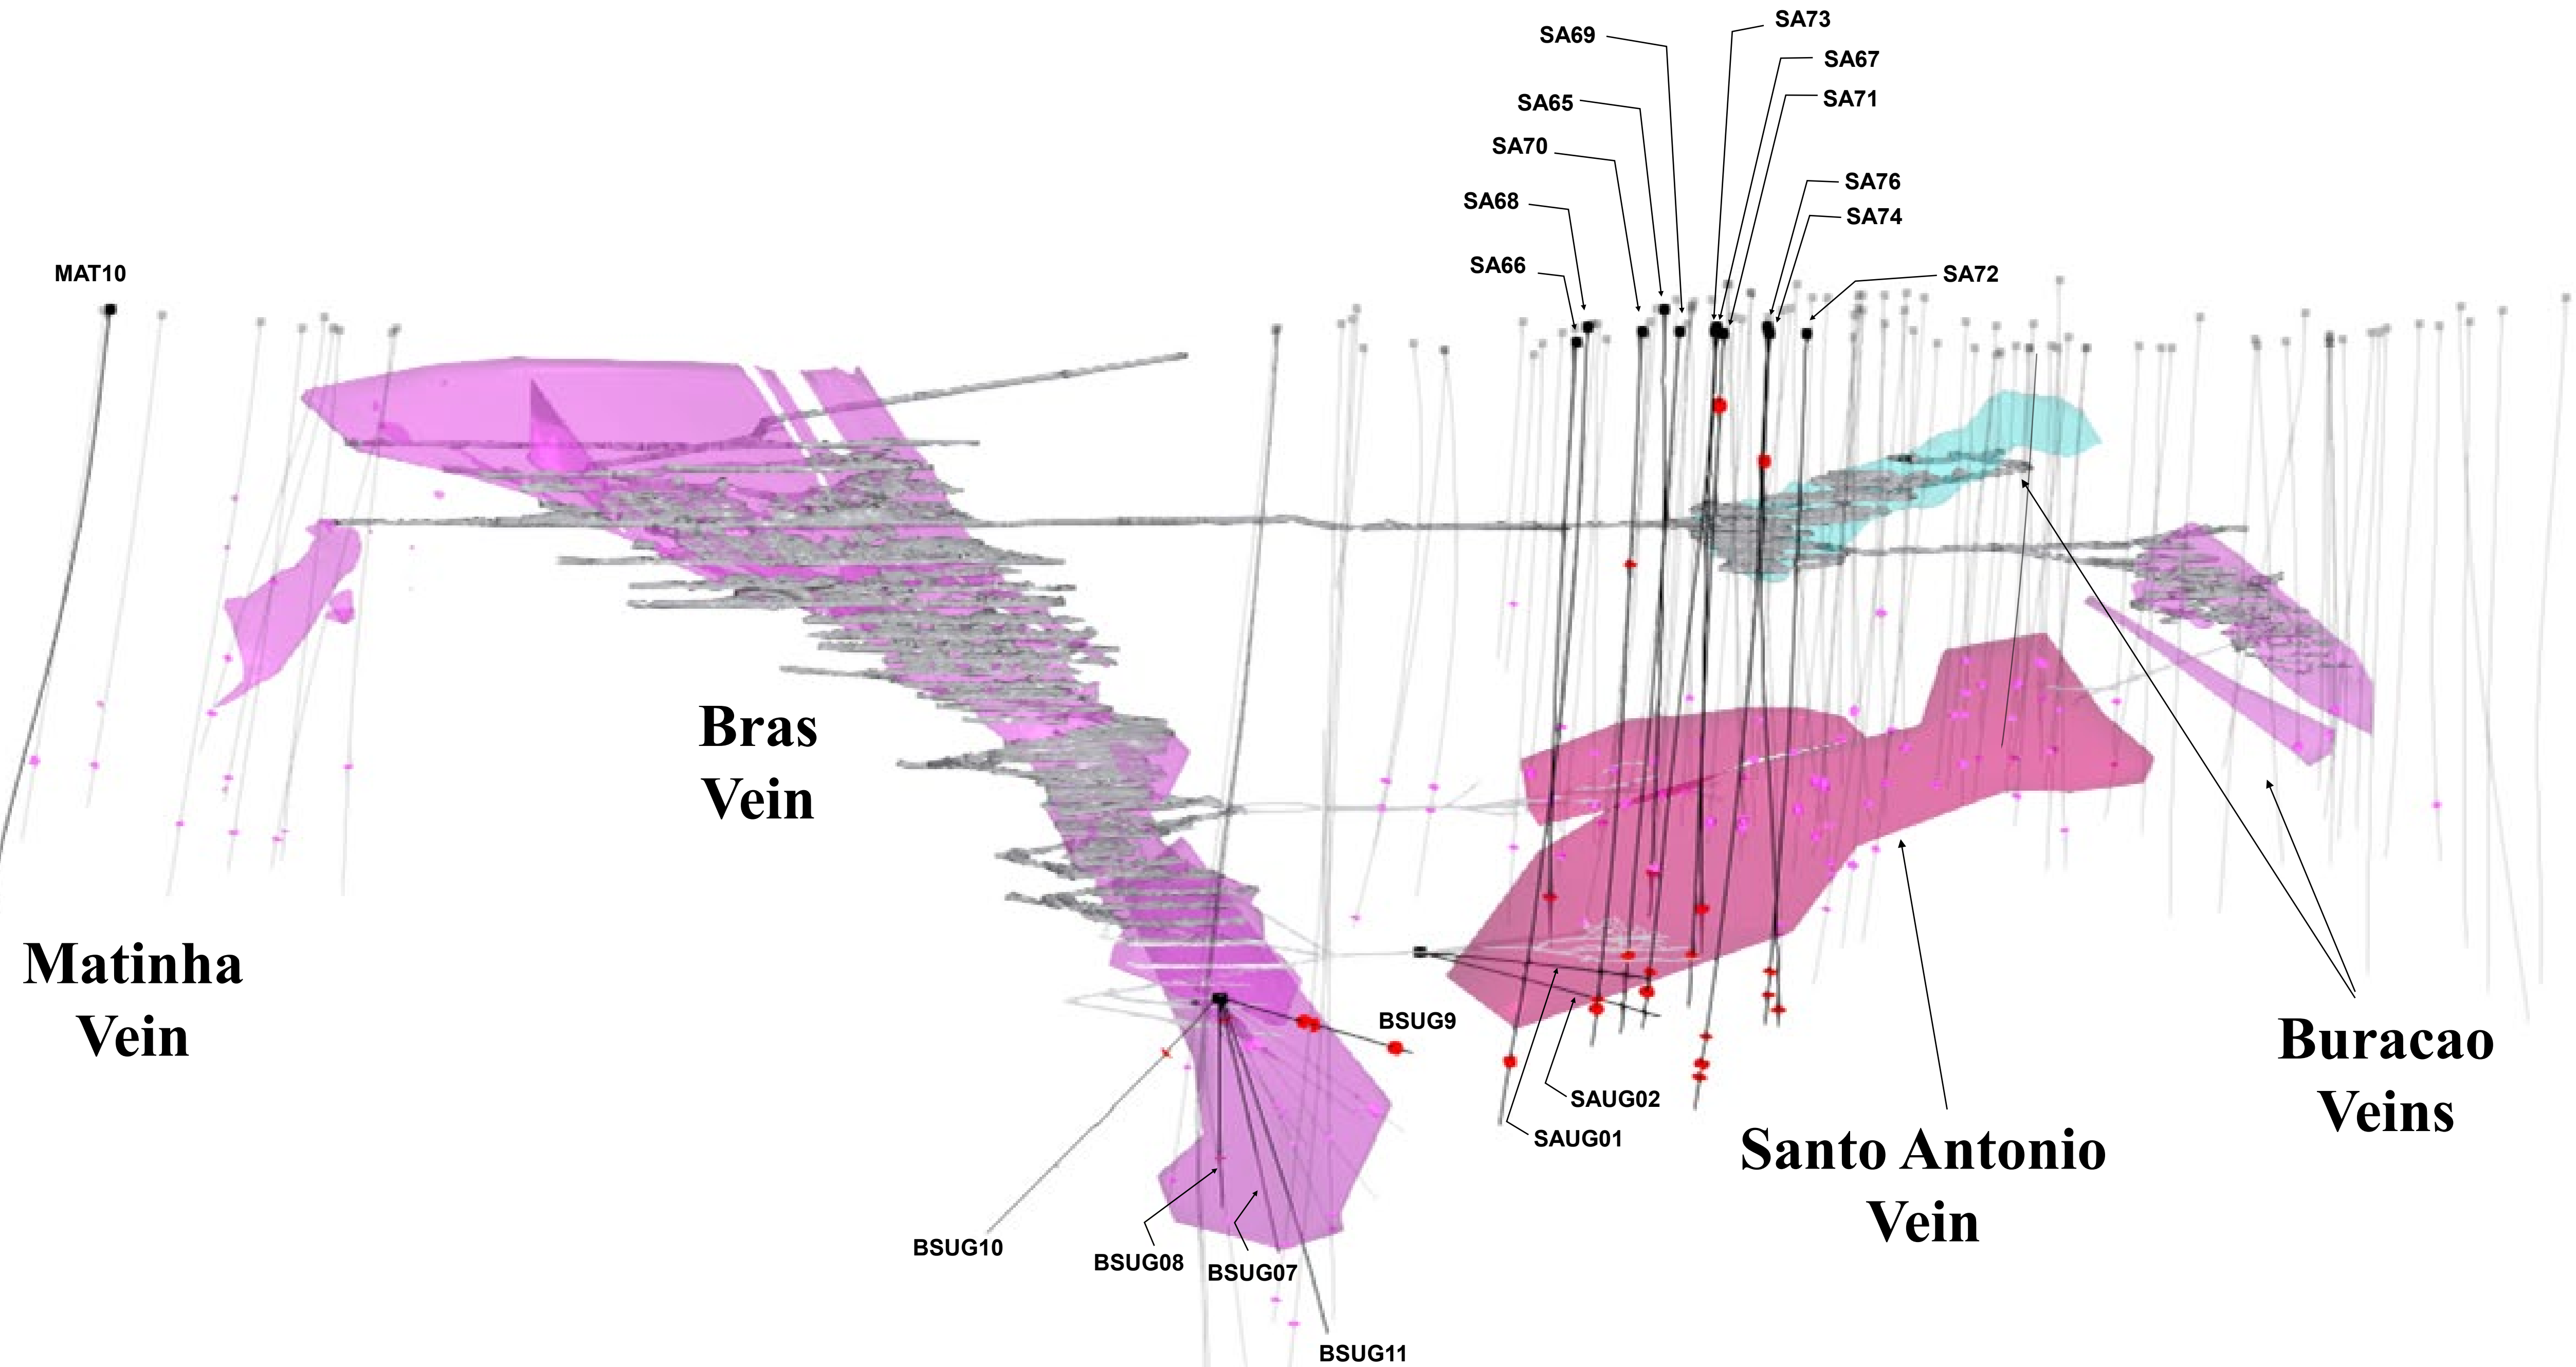 SA73
SA69
SA67
SA71
SA65
SA70
SA76
SA68
SA74
SA66
SA72
MAT10
Bras
Vein
Matinha
Vein
BSUG9
SAUG02
SAUG01
Buracao
Veins
Santo Antonio
Vein
BSUG10
BSUG08
BSUG07
BSUG11